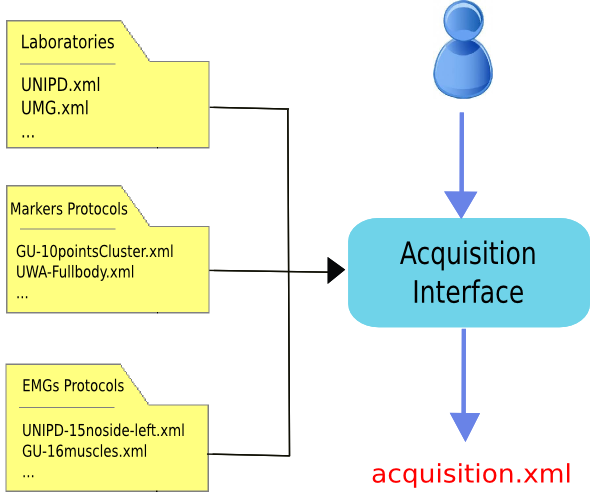 Laboratories
UNIPD.xml
UMG.xml
...
Markers Protocols
GU-10pointsCluster.xml
UWA-Fullbody.xml
...
EMGs Protocols
UNIPD-15noside-left.xml
GU-16muscles.xml
...
Acquisition
Interface
acquisition.xml